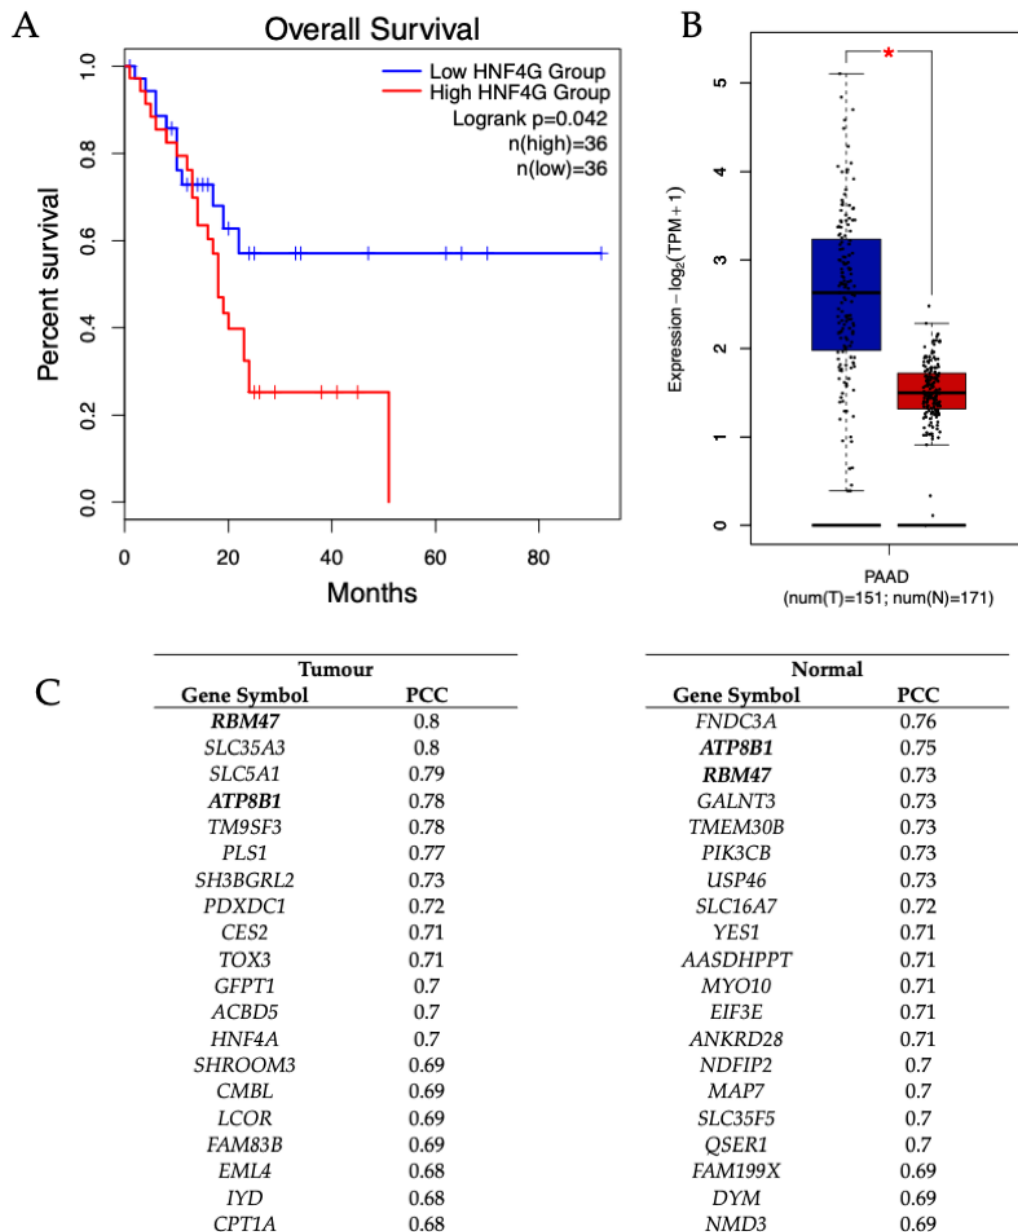 A
Overall Survival
Low HNF4G Group
High HNF4G Group
Logrank p=0.042
n(high)=36
n(low)=36
Percent survival
1.0
0.8
0.6
0.4
0.2
0.0
0 20 40 60 80
Months
B
*
Expression − log2(TPM + 1)
5
4
3
2
1
0
PAAD
(num(T)=151; num(N)=171)
C
Tumour
Gene Symbol PCC
RBM47 0.8
SLC35A3 0.8
SLC5A1 0.79
ATP8B1 0.78
TM9SF3 0.78
PLS1 0.77
SH3BGRL2 0.73
PDXDC1 0.72
CES2 0.71
TOX3 0.71
GFPT1 0.7
ACBD5 0.7
HNF4A 0.7
SHROOM3 0.69
CMBL 0.69
LCOR 0.69
FAM83B 0.69
EML4 0.68
IYD 0.68
CPT1A 0.68
Normal
Gene Symbol PCC
FNDC3A 0.76
ATP8B1 0.75
RBM47 0.73
GALNT3 0.73
TMEM30B 0.73
PIK3CB 0.73
USP46 0.73
SLC16A7 0.72
YES1 0.71
AASDHPPT 0.71
MYO10 0.71
EIF3E 0.71
ANKRD28 0.71
NDFIP2 0.7
MAP7 0.7
SLC35F5 0.7
QSER1 0.7
FAM199X 0.69
DYM 0.69
NMD3 0.69